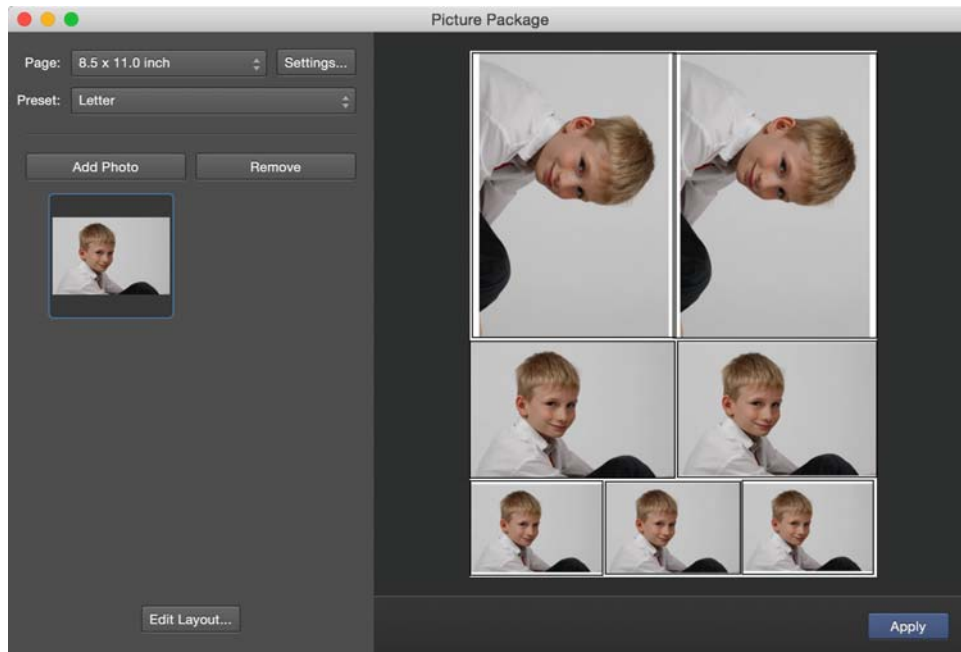 Picture Package
Page: 8.5 x 11.0 inch Settings...
Preset: Letter
Add Photo Remove
Edit Layout...
Apply